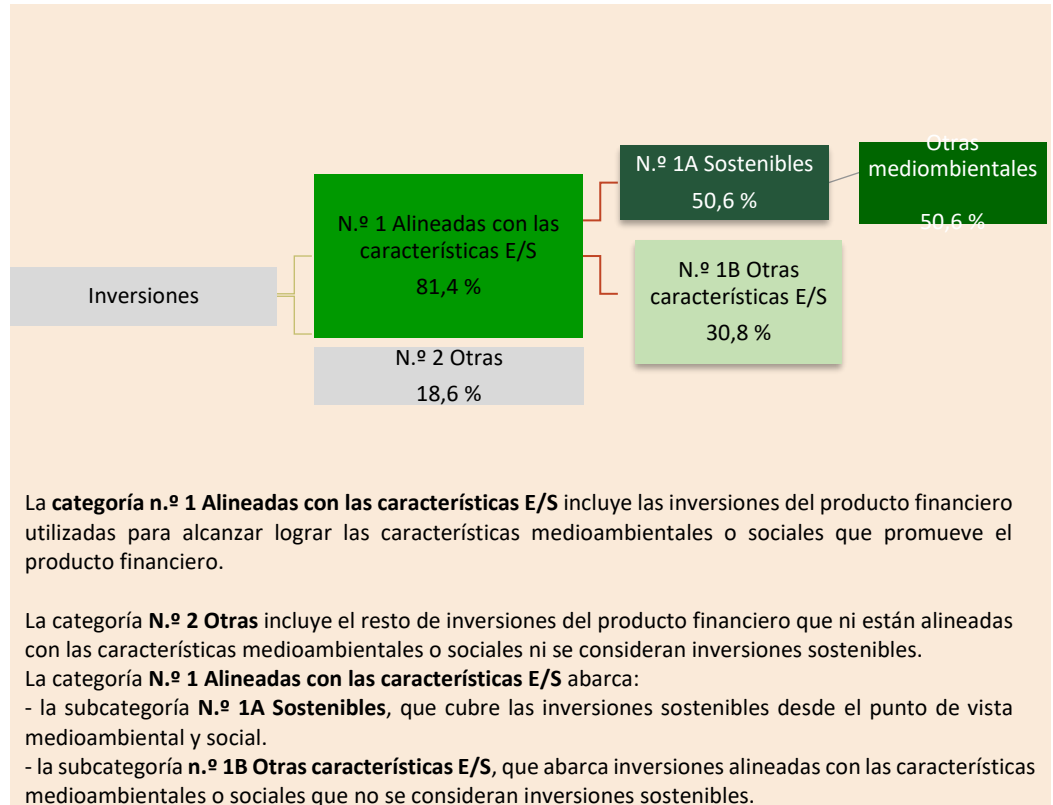 Inversiones
N.º 1 Alineadas con las
características E/S
81,4 %
N.º 2 Otras
18,6 %
N.º 1A Sostenibles
50,6 %
Otras
mediombientales
50,6 %
N.º 1B Otras
características E/S
30,8 %
La categoría n.º 1 Alineadas con las características E/S incluye las inversiones del producto financiero
utilizadas para alcanzar lograr las características medioambientales o sociales que promueve el
producto financiero.
La categoría N.º 2 Otras incluye el resto de inversiones del producto financiero que ni están alineadas
con las características medioambientales o sociales ni se consideran inversiones sostenibles.
La categoría N.º 1 Alineadas con las características E/S abarca:
- la subcategoría N.º 1A Sostenibles, que cubre las inversiones sostenibles desde el punto de vista
medioambiental y social.
- la subcategoría n.º 1B Otras características E/S, que abarca inversiones alineadas con las características
medioambientales o sociales que no se consideran inversiones sostenibles.